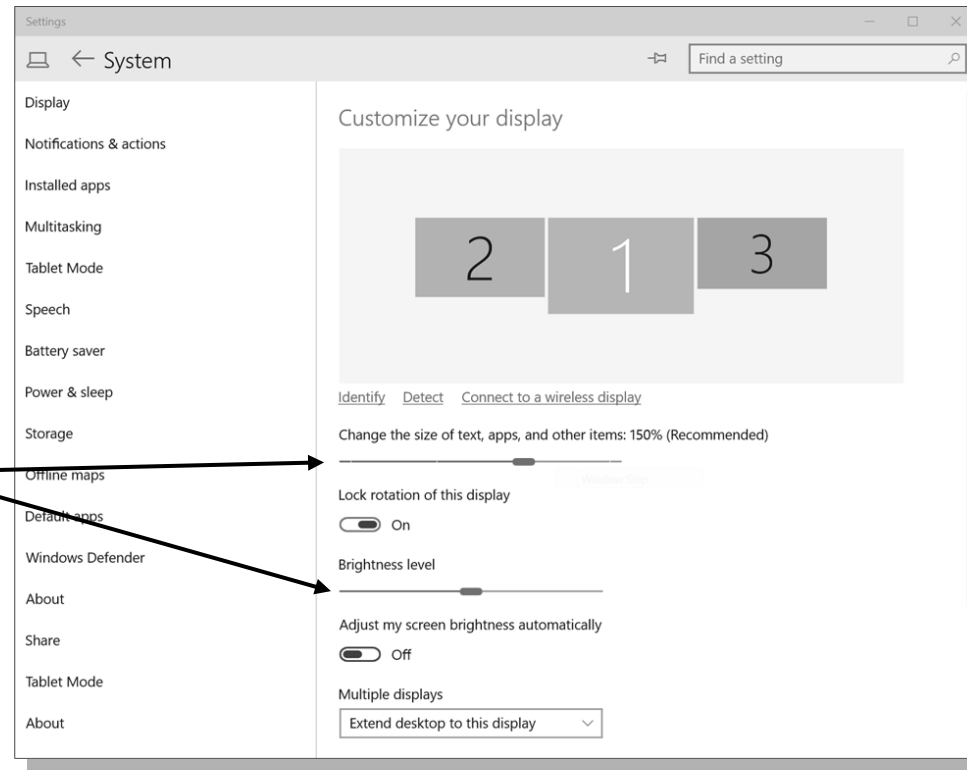 Settings
System
Find a setting
Display
Notifications & actions
Installed apps
Multitasking
Tablet Mode
Speech
Battery saver
Power & sleep
Storage
Offline maps
Default apps
Windows Defender
About
Share
Tablet Mode
About
Customize your display
2 1 3
Identify Detect Connect to a wireless display
Change the size of text, apps, and other items: 150% (Recommended)
Lock rotation of this display
On
Brightness level
Adjust my screen brightness automatically
Off
Multiple displays
Extend desktop to this display